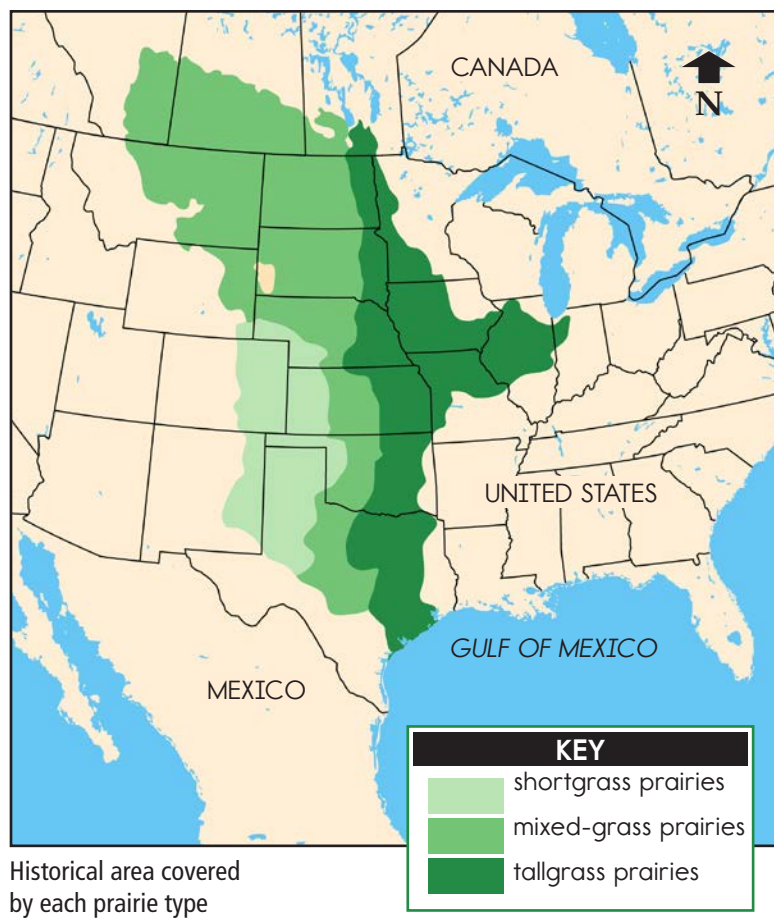 CANADA
N
UNITED STATES
GULF OF MEXICO
MEXICO
KEY
shortgrass prairies
mixed-grass prairies
tallgrass prairies
Historical area covered
by each prairie type